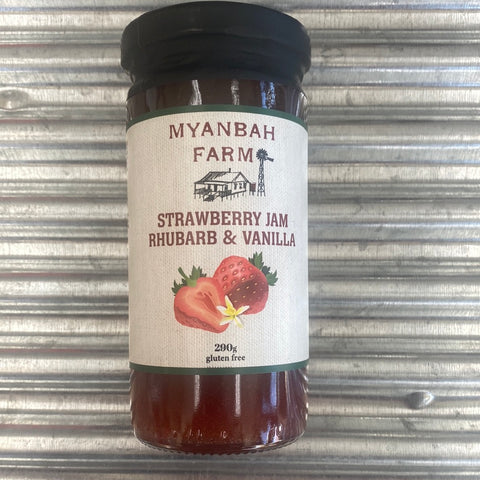 MYANBAH
FARM
STRAWBERRY JAM
RHUBARB & VANILLA
290g
gluten free